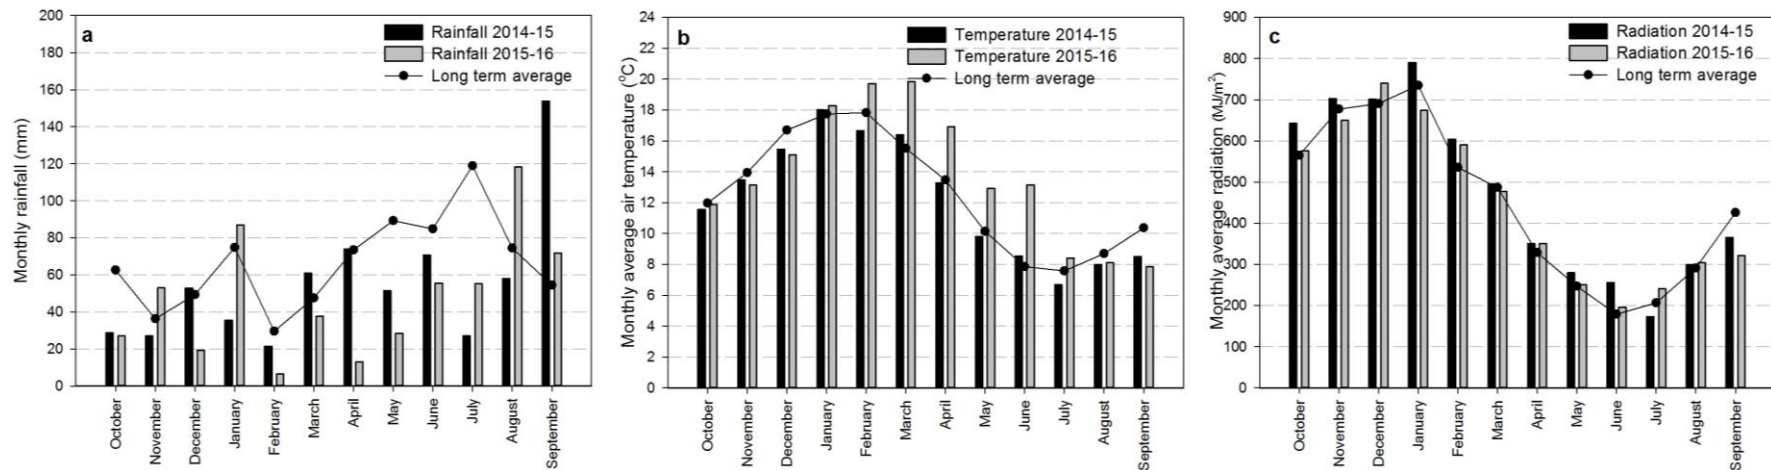 a
Rainfall 2014-15
Rainfall 2015-16
Long term average
Monthly rainfall (mm)
200
180
160
140
120
100
80
60
40
20
0
October
November
December
January
February
March
April
May
June
July
August
September
b
Temperature 2014-15
Temperature 2015-16
Long term average
Monthly average air temperature (°C)
24
22
20
18
16
14
12
10
8
6
4
2
0
October
November
December
January
February
March
April
May
June
July
August
September
c
Radiation 2014-15
Radiation 2015-16
Long term average
Monthly average radiation (MJ/m²)
900
800
700
600
500
400
300
200
100
0
October
November
December
January
February
March
April
May
June
July
August
September